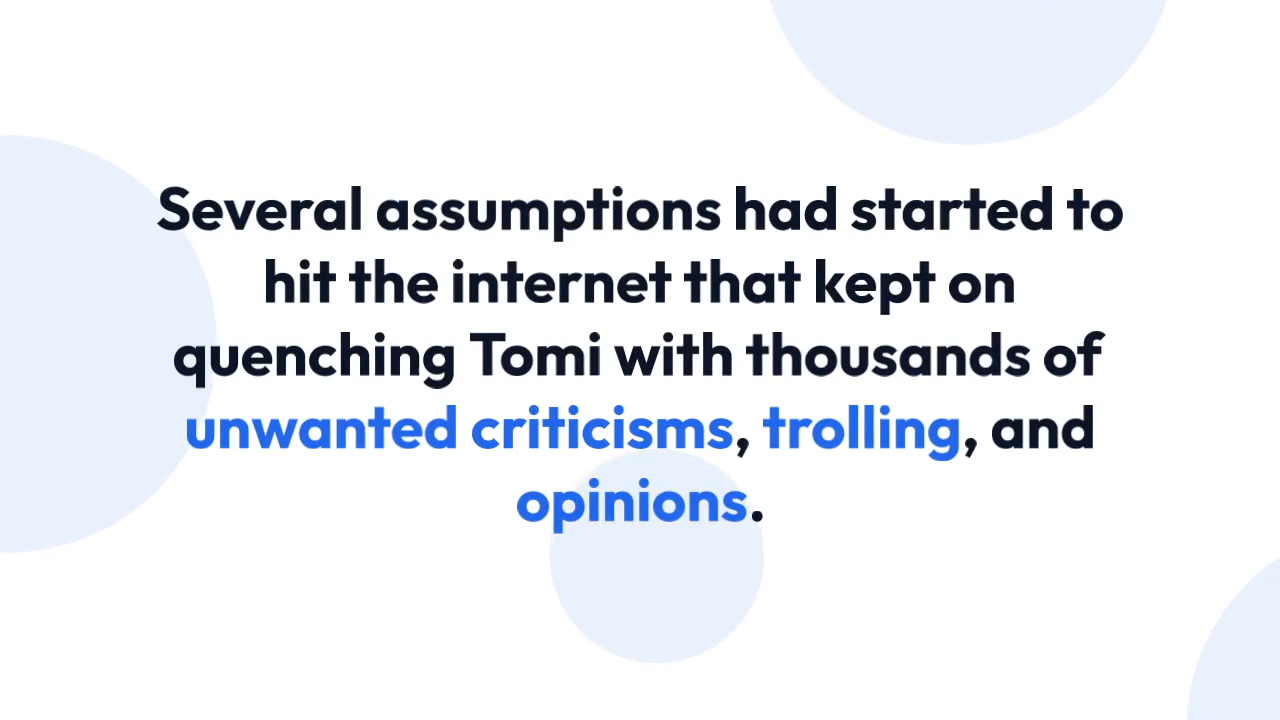 Several assumptions had started to
hit the internet that kept on
quenching Tomi with thousands of
unwanted criticisms, trolling, and
opinions.